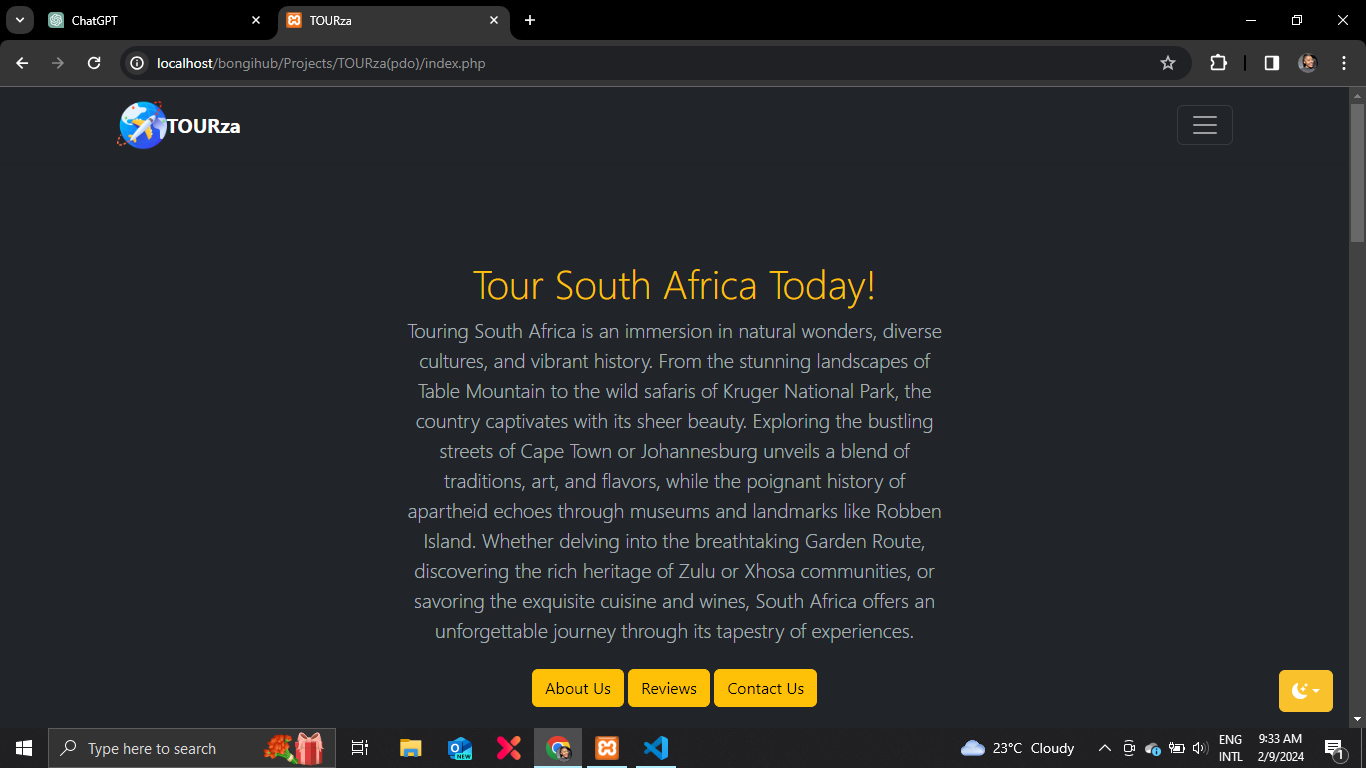 ChatGPT
TOURza
localhost/bongihub/Projects/TOURza(pdo)/index.php
TOURza
Tour South Africa Today!
Touring South Africa is an immersion in natural wonders, diverse
cultures, and vibrant history. From the stunning landscapes of
Table Mountain to the wild safaris of Kruger National Park, the
country captivates with its sheer beauty. Exploring the bustling
streets of Cape Town or Johannesburg unveils a blend of
traditions, art, and flavors, while the poignant history of
apartheid echoes through museums and landmarks like Robben
Island. Whether delving into the breathtaking Garden Route,
discovering the rich heritage of Zulu or Xhosa communities, or
savoring the exquisite cuisine and wines, South Africa offers an
unforgettable journey through its tapestry of experiences.
About Us Reviews Contact Us
Type here to search
NEW
23°C Cloudy
ENG
INTL
9:33 AM
2/9/2024
1